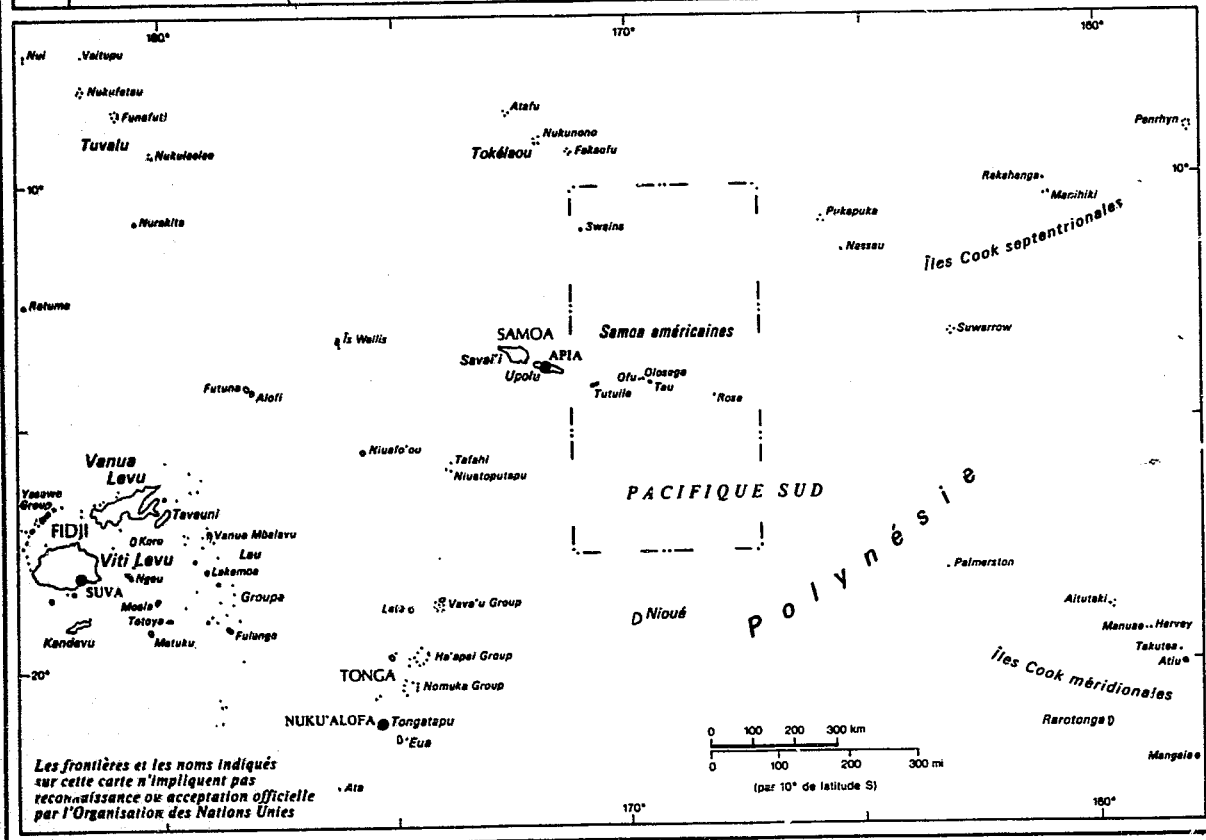 180°
170°
160°
Nui
Vaitupu
Nukufetau
Funafuti
Tuvalu
Nukulaelae
Atafu
Nukunono
Tokélaou
Fakaofu
Penrhyn
10°
10°
Rakahanga
Manihiki
Nurakita
Swains
Pukapuka
Nassau
Îles Cook septentrionales
Rotuma
Îs Wallis
SAMOA
Savai'i
APIA
Upolu
Samoa américaines
Suwarrow
Ofu
Olosega
Tau
Tutuila
Rose
Futuna
Alofi
Niuafo'ou
Tafahi
Niuatoputapu
Vanua
Levu
Yasawa
Group
Taveuni
PACIFIQUE SUD
Polynésie
FIDJI
Koro
Vanua Mbalavu
Lau
Viti Levu
Ngau
Lakemba
SUVA
Groupa
Moala
Totoya
Matuku
Fulanga
Kandavu
Late
Vava'u Group
Nioué
Palmerston
Aitutaki
Manuae
Hervey
Takutea
Atiu
20°
Ha'apai Group
TONGA
Nomuka Group
Îles Cook méridionales
NUKU'ALOFA
Tongatapu
'Eua
Rarotonga
Mangaia
0 100 200 300 km
0 100 200 300 mi
(par 10° de latitude S)
Les frontières et les noms indiqués
sur cette carte n'impliquent pas
reconnaissance ou acceptation officielle
par l'Organisation des Nations Unies
Ata
170°
160°